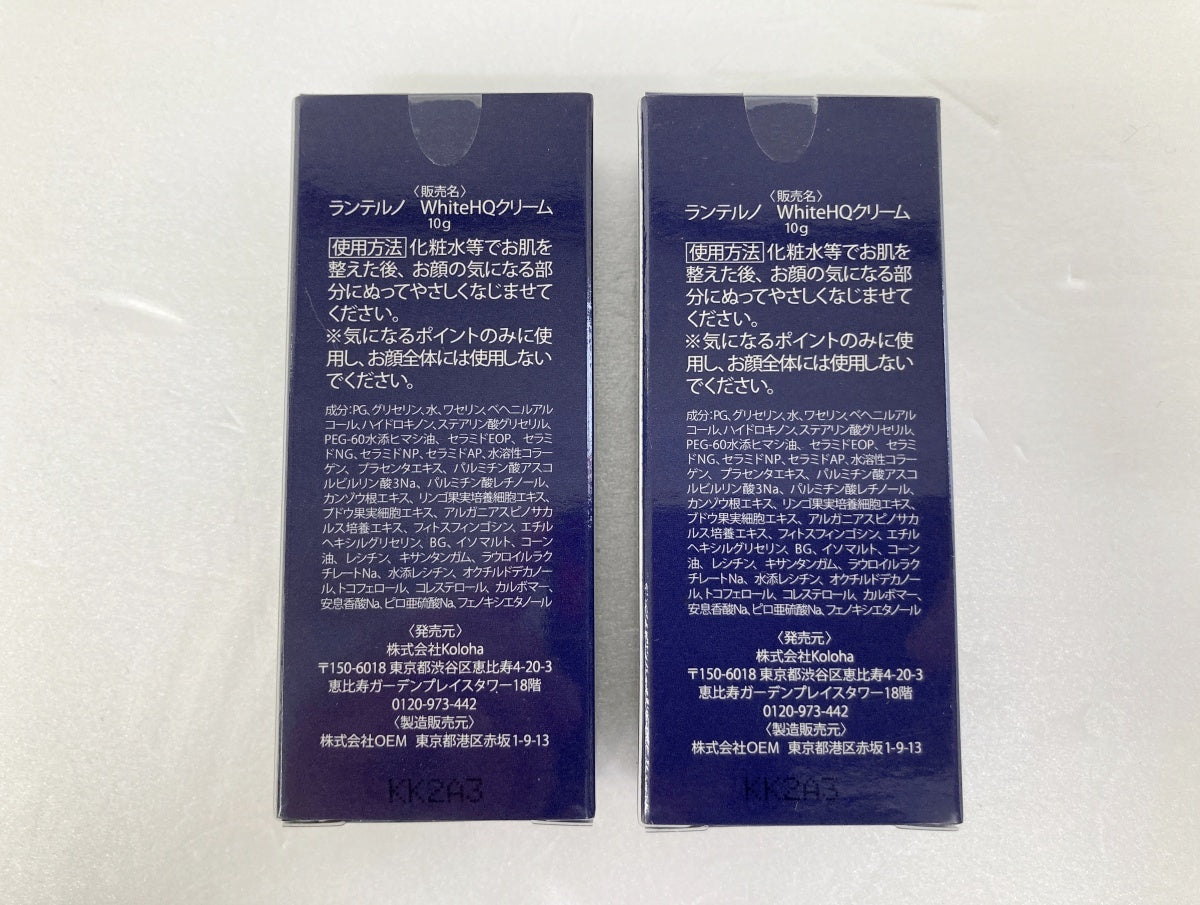 〈販売名〉
ランテルノ　WhiteHQクリーム
10g
使用方法 化粧水等でお肌を
整えた後、お顔の気になる部
分にぬってやさしくなじませて
ください。
※気になるポイントのみに使
用し、お顔全体には使用しない
でください。
成分:PG、グリセリン、水、ワセリン、ベヘニルアル
コール、ハイドロキノン、ステアリン酸グリセリル、
PEG-60水添ヒマシ油、セラミドEOP、セラミ
ドNG、セラミドNP、セラミドAP、水溶性コラー
ゲン、プラセンタエキス、パルミチン酸アスコ
ルビルリン酸3Na、パルミチン酸レチノール、
カンゾウ根エキス、リンゴ果実培養細胞エキス、
ブドウ果実細胞エキス、アルガニアスピノサカ
ルス培養エキス、フィトスフィンゴシン、エチル
ヘキシルグリセリン、BG、イソマルト、コーン
油、レシチン、キサンタンガム、ラウロイルラク
チレートNa、水添レシチン、オクチルドデカノー
ル、トコフェロール、コレステロール、カルボマー、
安息香酸Na、ピロ亜硫酸Na、フェノキシエタノール
〈発売元〉
株式会社Koloha
〒150-6018 東京都渋谷区恵比寿4-20-3
恵比寿ガーデンプレイスタワー18階
0120-973-442
〈製造販売元〉
株式会社OEM 東京都港区赤坂1-9-13
KK2A3
〈販売名〉
ランテルノ　WhiteHQクリーム
10g
使用方法 化粧水等でお肌を
整えた後、お顔の気になる部
分にぬってやさしくなじませて
ください。
※気になるポイントのみに使
用し、お顔全体には使用しない
でください。
成分:PG、グリセリン、水、ワセリン、ベヘニルアル
コール、ハイドロキノン、ステアリン酸グリセリル、
PEG-60水添ヒマシ油、セラミドEOP、セラミ
ドNG、セラミドNP、セラミドAP、水溶性コラー
ゲン、プラセンタエキス、パルミチン酸アスコ
ルビルリン酸3Na、パルミチン酸レチノール、
カンゾウ根エキス、リンゴ果実培養細胞エキス、
ブドウ果実細胞エキス、アルガニアスピノサカ
ルス培養エキス、フィトスフィンゴシン、エチル
ヘキシルグリセリン、BG、イソマルト、コーン
油、レシチン、キサンタンガム、ラウロイルラク
チレートNa、水添レシチン、オクチルドデカノー
ル、トコフェロール、コレステロール、カルボマー、
安息香酸Na、ピロ亜硫酸Na、フェノキシエタノール
〈発売元〉
株式会社Koloha
〒150-6018 東京都渋谷区恵比寿4-20-3
恵比寿ガーデンプレイスタワー18階
0120-973-442
〈製造販売元〉
株式会社OEM 東京都港区赤坂1-9-13
KK2A3